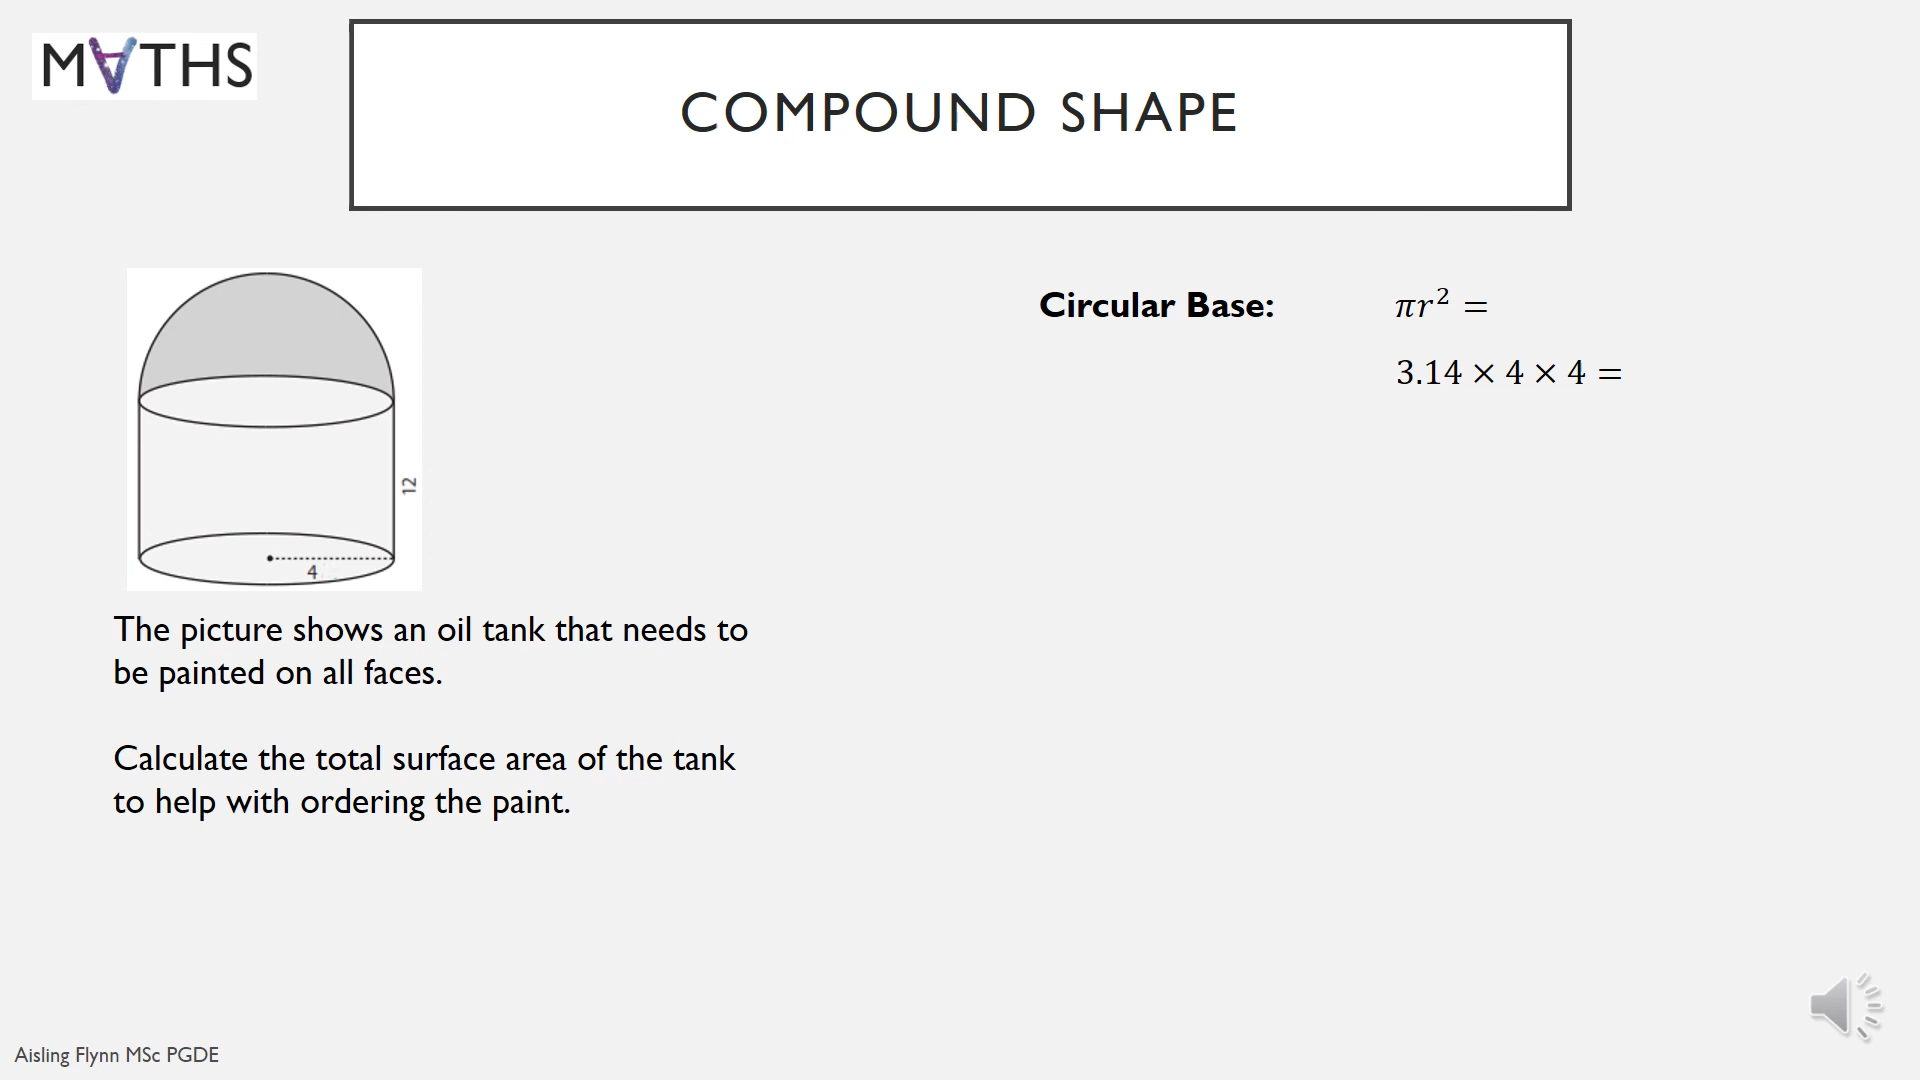 M∀THS
COMPOUND SHAPE
Circular Base: πr² =
3.14 × 4 × 4 =
12
4
The picture shows an oil tank that needs to
be painted on all faces.
Calculate the total surface area of the tank
to help with ordering the paint.
Aisling Flynn MSc PGDE